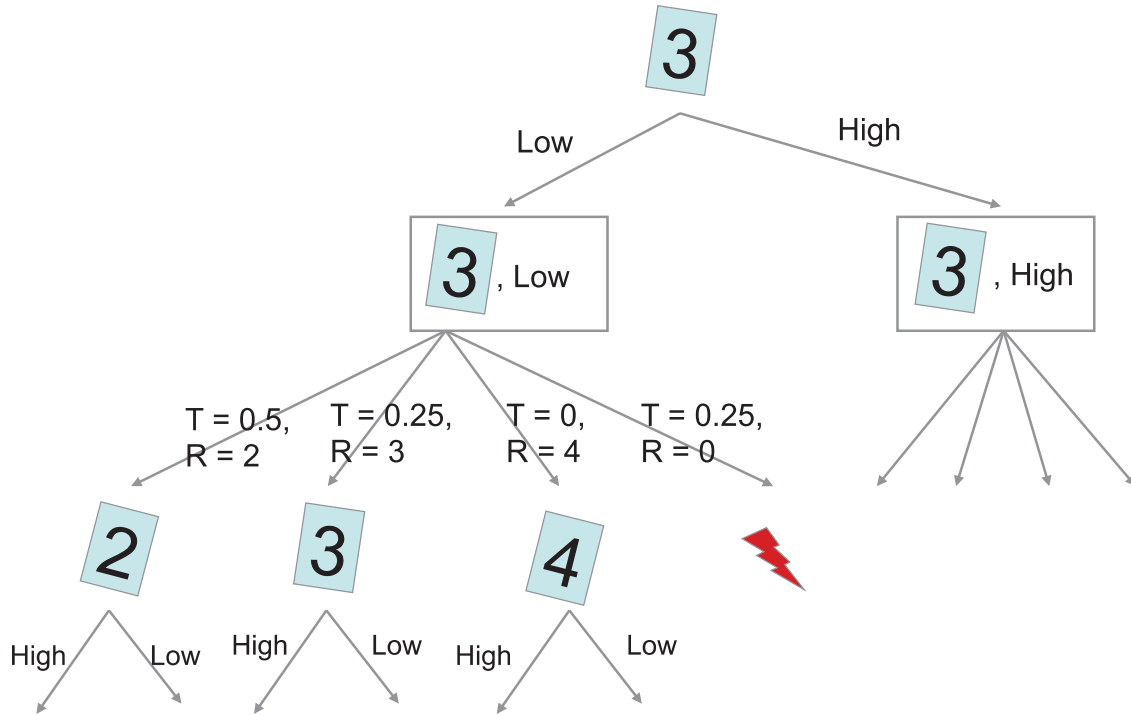 3
Low
High
3 , Low
3 , High
T = 0.5,
R = 2
T = 0.25,
R = 3
T = 0,
R = 4
T = 0.25,
R = 0
2
3
4
High
Low
High
Low
High
Low